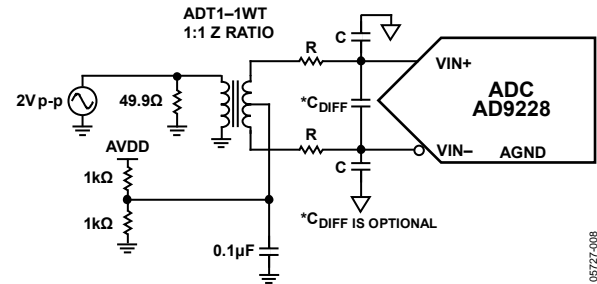 ADT1–1WT
1:1 Z RATIO
C
R
VIN+
ADC
AD9228
2V p-p
49.9Ω
*CDIFF
R
VIN–
AGND
AVDD
C
1kΩ
1kΩ
*CDIFF IS OPTIONAL
0.1µF
05727-008